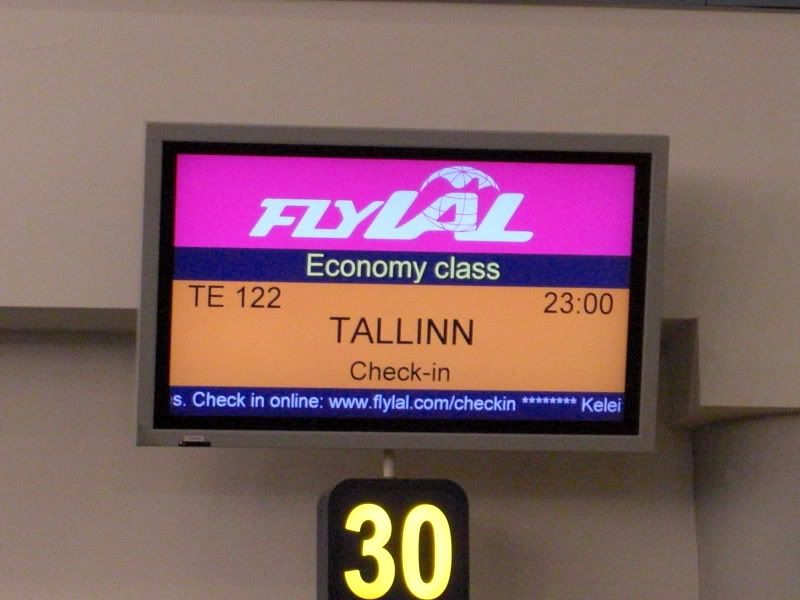 FLYLAL
Economy class
TE 122 23:00
TALLINN
Check-in
s. Check in online: www.flylal.com/checkin ******** Kelei
30